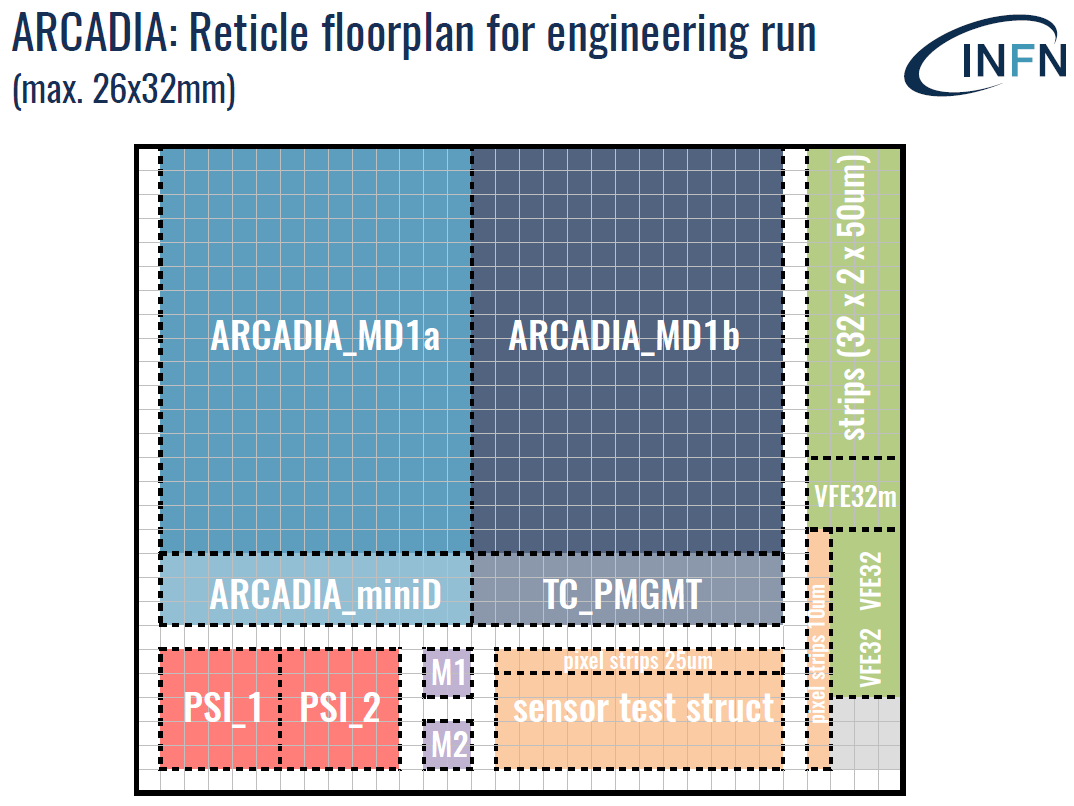 ARCADIA: Reticle floorplan for engineering run
(max. 26x32mm)
INFN
ARCADIA_MD1a
ARCADIA_MD1b
strips (32 x 2 x 50um)
VFE32m
ARCADIA_miniD
TC_PMGMT
VFE32
VFE32
pixel strips 10um
pixel strips 25um
PSI_1
PSI_2
M1
M2
sensor test struct